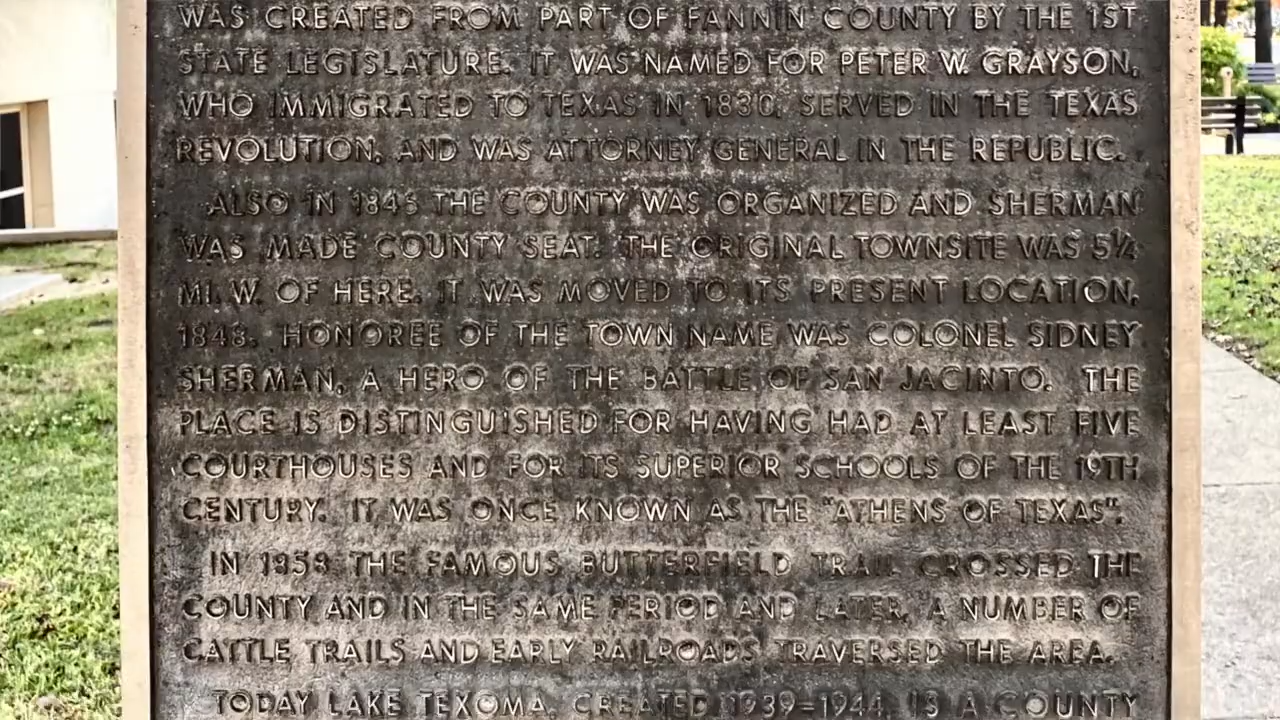 WAS CREATED FROM PART OF FANNIN COUNTY BY THE 1ST
STATE LEGISLATURE. IT WAS NAMED FOR PETER W. GRAYSON,
WHO IMMIGRATED TO TEXAS IN 1830, SERVED IN THE TEXAS
REVOLUTION, AND WAS ATTORNEY GENERAL IN THE REPUBLIC.
ALSO IN 1846 THE COUNTY WAS ORGANIZED AND SHERMAN
WAS MADE COUNTY SEAT. THE ORIGINAL TOWNSITE WAS 5¼
MI. W. OF HERE. IT WAS MOVED TO ITS PRESENT LOCATION,
1848. HONOREE OF THE TOWN NAME WAS COLONEL SIDNEY
SHERMAN, A HERO OF THE BATTLE OF SAN JACINTO. THE
PLACE IS DISTINGUISHED FOR HAVING HAD AT LEAST FIVE
COURTHOUSES AND FOR ITS SUPERIOR SCHOOLS OF THE 19TH
CENTURY. IT WAS ONCE KNOWN AS THE "ATHENS OF TEXAS".
IN 1858 THE FAMOUS BUTTERFIELD TRAIL CROSSED THE
COUNTY AND IN THE SAME PERIOD AND LATER, A NUMBER OF
CATTLE TRAILS AND EARLY RAILROADS TRAVERSED THE AREA.
TODAY LAKE TEXOMA, CREATED 1939-1944, IS A COUNTY